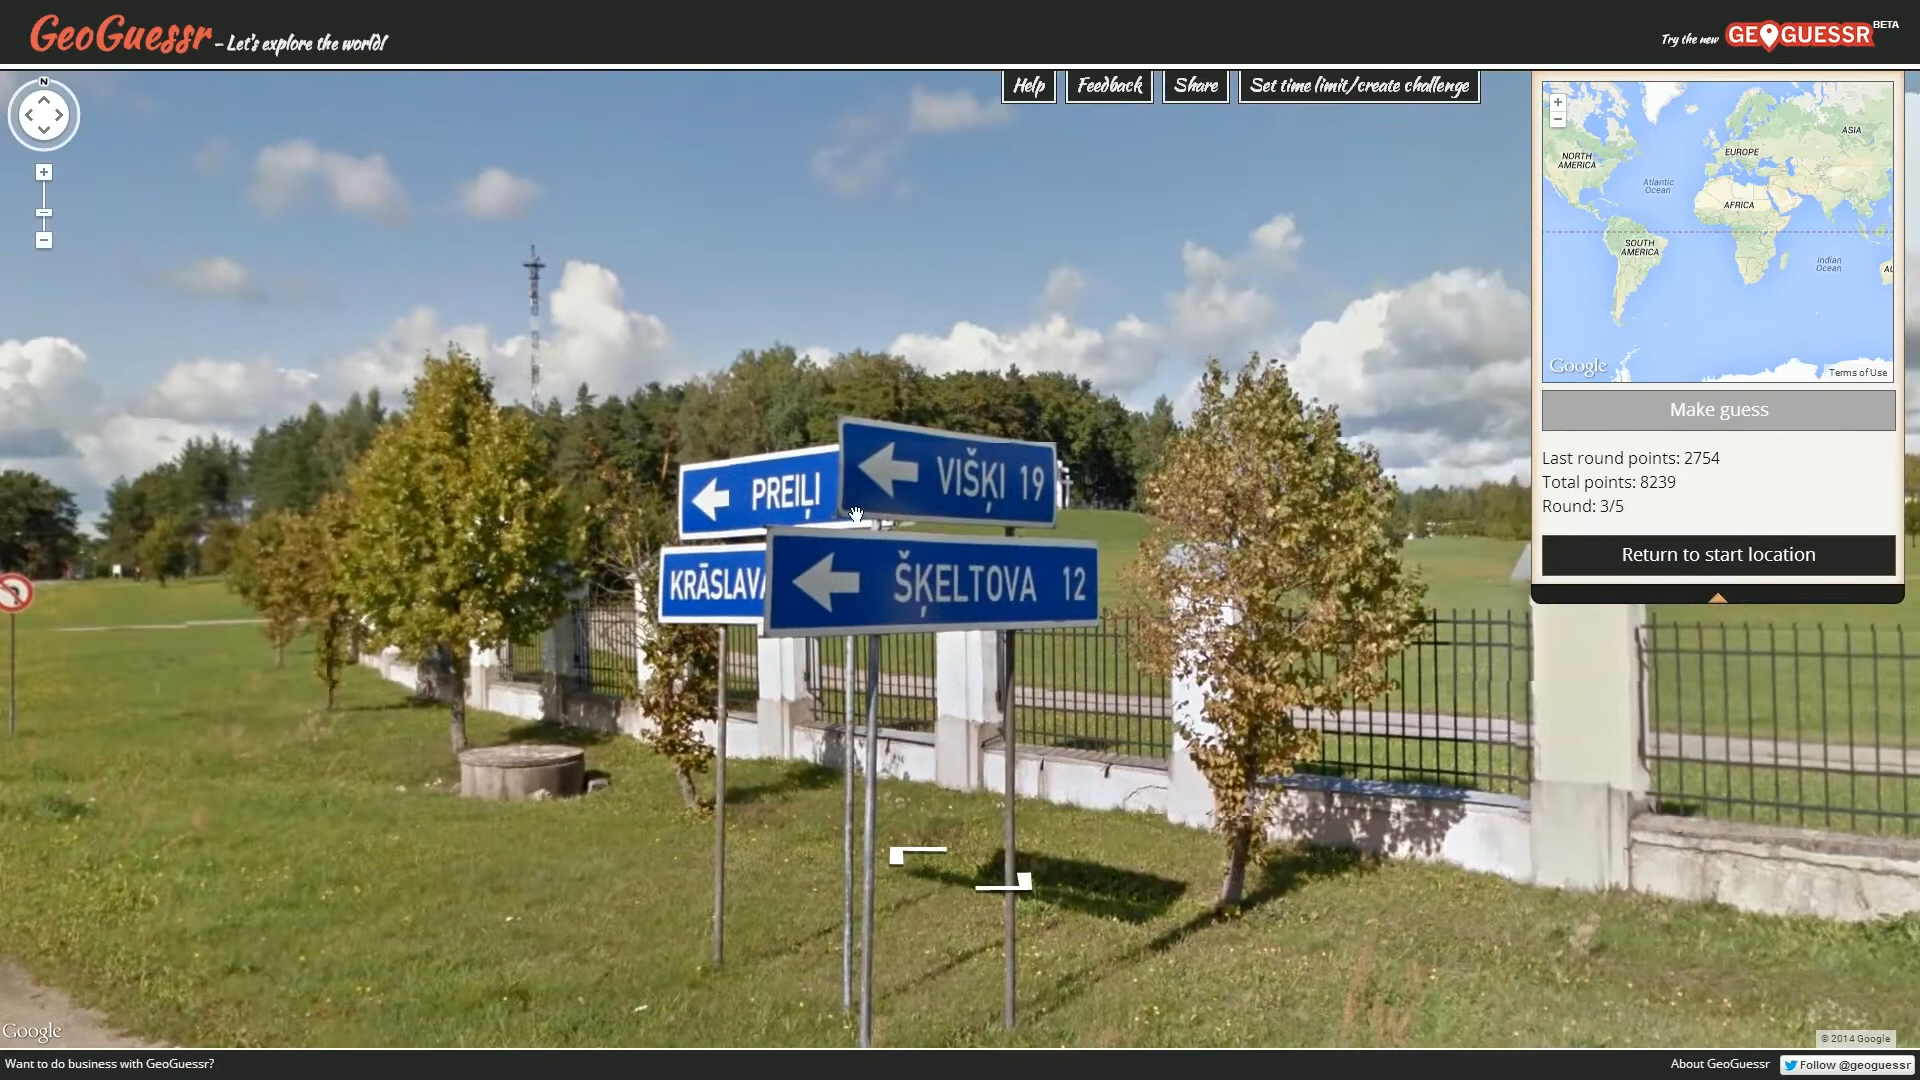 GeoGuessr - Let's explore the world!
Try the new GEOGUESSR BETA
Help
Feedback
Share
Set time limit/create challenge
N
NORTH AMERICA
EUROPE
ASIA
Atlantic Ocean
AFRICA
SOUTH AMERICA
Indian Ocean
AU
Google
Terms of Use
Make guess
Last round points: 2754
Total points: 8239
Round: 3/5
Return to start location
VIŠĶI 19
PREIĻI
KRĀSLAVA
ŠĶELTOVA 12
Google
© 2014 Google
Want to do business with GeoGuessr?
About GeoGuessr
Follow @geoguessr